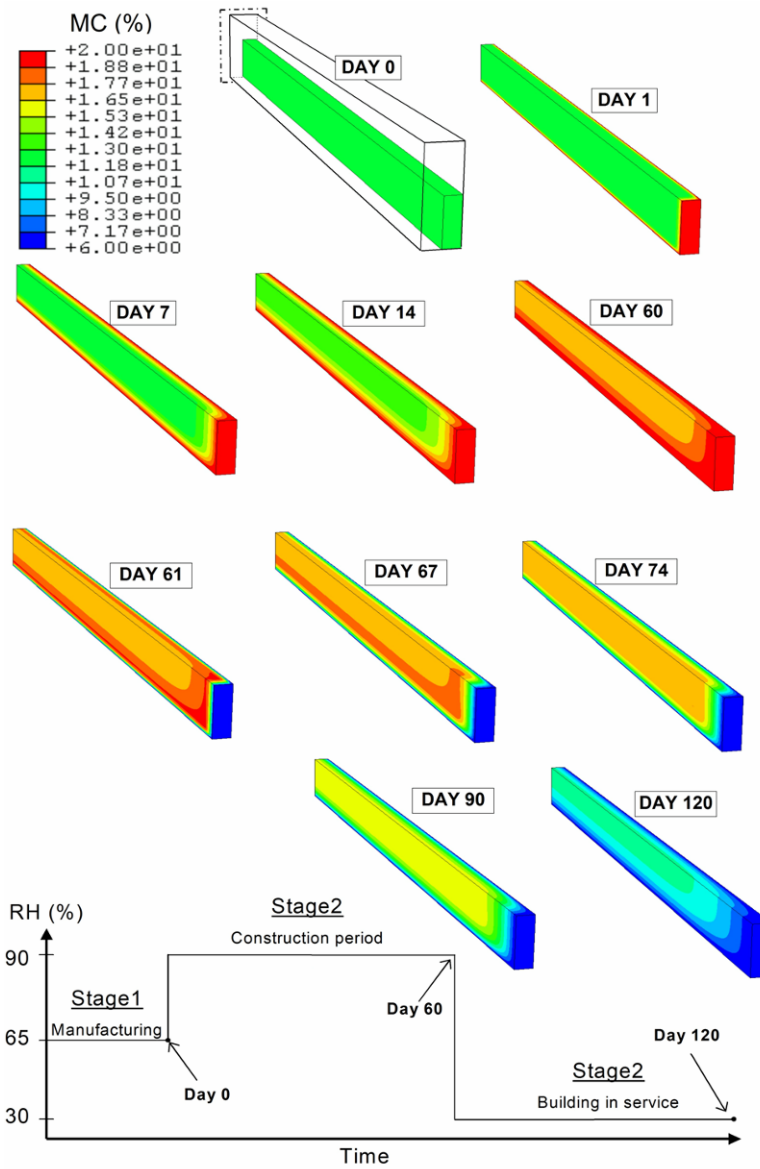 MC (%)
+2.00e+01
+1.88e+01
+1.77e+01
+1.65e+01
+1.53e+01
+1.42e+01
+1.30e+01
+1.18e+01
+1.07e+01
+9.50e+00
+8.33e+00
+7.17e+00
+6.00e+00
DAY 0
DAY 1
DAY 7
DAY 14
DAY 60
DAY 61
DAY 67
DAY 74
DAY 90
DAY 120
RH (%)
90
65
30
Stage1
Manufacturing
Day 0
Stage2
Construction period
Day 60
Stage2
Building in service
Day 120
Time